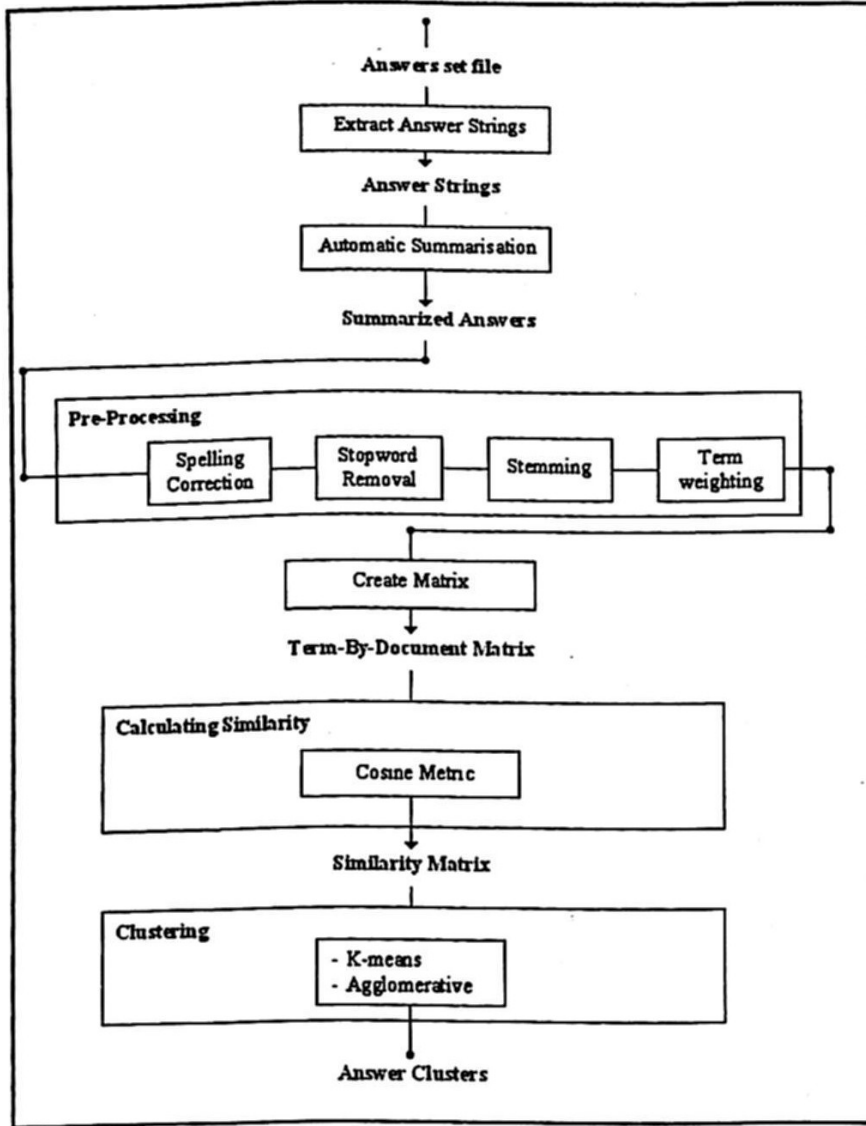 Answers set file
Extract Answer Strings
Answer Strings
Automatic Summarisation
Summarized Answers
Pre-Processing
Spelling
Correction
Stopword
Removal
Stemming
Term
weighting
Create Matrix
Term-By-Document Matrix
Calculating Similarity
Cosine Metric
Similarity Matrix
Clustering
- K-means
- Agglomerative
Answer Clusters